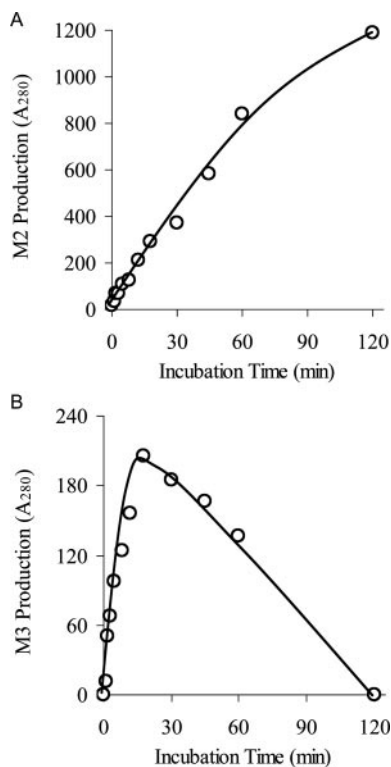 A
1200
1000
800
600
400
200
0
M2 Production (A280)
0 30 60 90 120
Incubation Time (min)
B
240
180
120
60
0
M3 Production (A280)
0 30 60 90 120
Incubation Time (min)